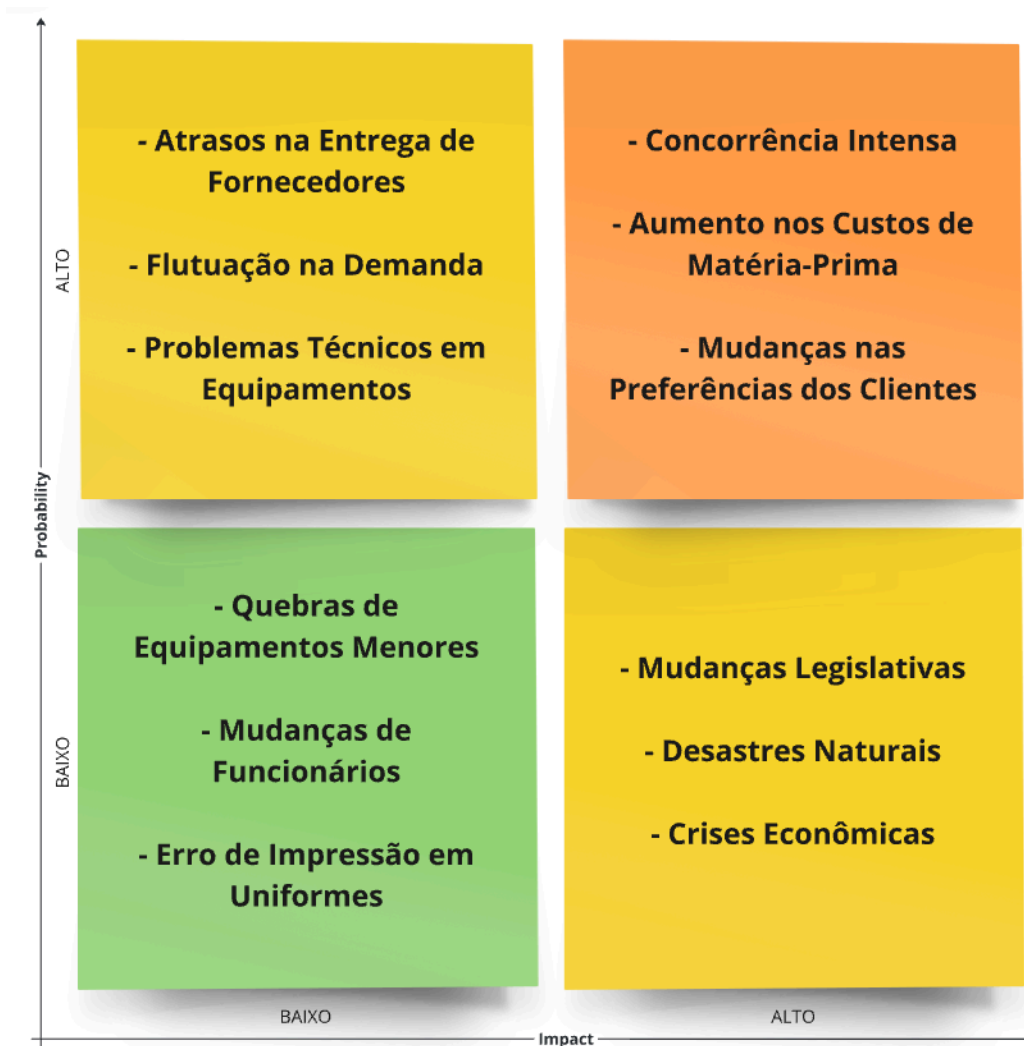 - Atrasos na Entrega de
Fornecedores
- Flutuação na Demanda
- Problemas Técnicos em
Equipamentos
- Concorrência Intensa
- Aumento nos Custos de
Matéria-Prima
- Mudanças nas
Preferências dos Clientes
ALTO
Probability
- Quebras de
Equipamentos Menores
- Mudanças de
Funcionários
- Erro de Impressão em
Uniformes
- Mudanças Legislativas
- Desastres Naturais
- Crises Econômicas
BAIXO
BAIXO
ALTO
Impact